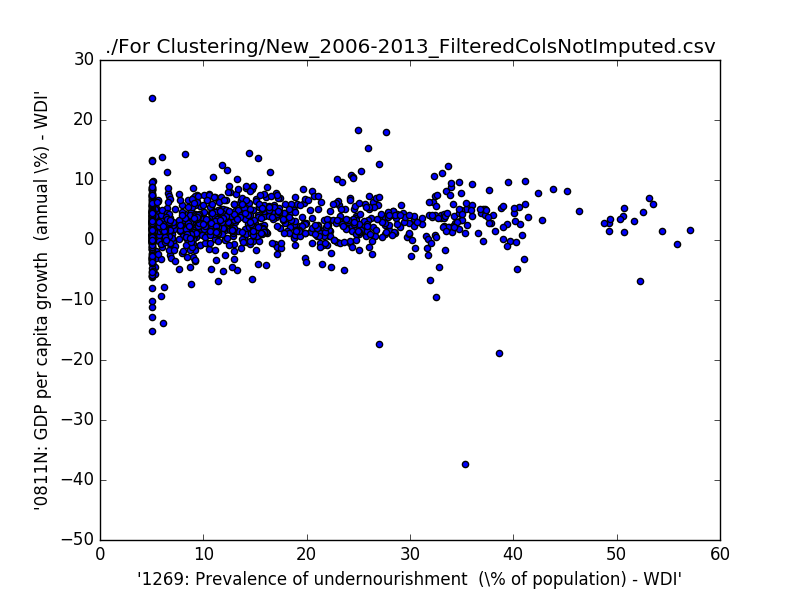 ./For Clustering/New_2006-2013_FilteredColsNotImputed.csv
30
20
10
0
−10
−20
−30
−40
−50
'0811N: GDP per capita growth  (annual \%) - WDI'
0 10 20 30 40 50 60
'1269: Prevalence of undernourishment  (\% of population) - WDI'